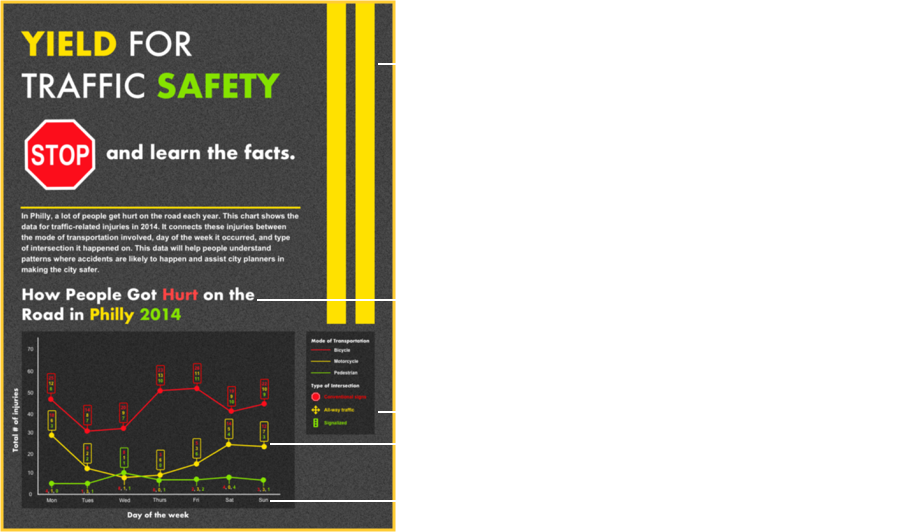 YIELD FOR
TRAFFIC SAFETY
STOP
and learn the facts.
In Philly, a lot of people get hurt on the road each year. This chart shows the
data for traffic-related injuries in 2014. It connects these injuries between
the mode of transportation involved, day of the week it occurred, and type
of intersection it happened on. This data will help people understand
patterns where accidents are likely to happen and assist city planners in
making the city safer.
How People Got Hurt on the
Road in Philly 2014
Mode of Transportation
Bicycle
Motorcycle
Pedestrian
Type of Intersection
All-way traffic
Signalized
Total # of injuries
70
60
50
40
30
20
10
0
Mon Tues Wed Thurs Fri Sat Sun
Day of the week